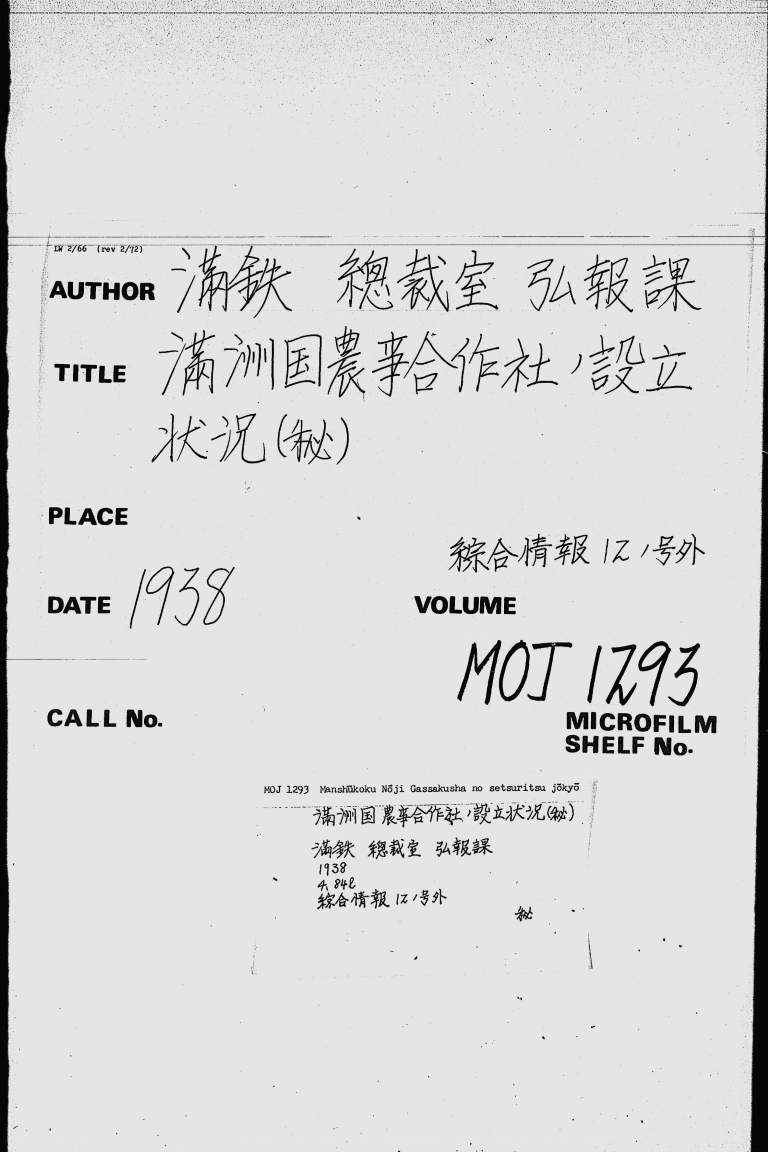 LW 2/66 (rev 2/72)
AUTHOR 満鉄 總裁室 弘報課
TITLE 満洲国農事合作社ノ設立
状況(秘)
PLACE
綜合情報12ノ号外
DATE 1938
VOLUME
MOJ 1293
CALL No.
MICROFILM
SHELF No.
MOJ 1293 Manshūkoku Nōji Gassakusha no setsuritsu jōkyō
満洲国農事合作社ノ設立状況(秘)
満鉄 總裁室 弘報課
1938
4, 84l
綜合情報12ノ号外
秘